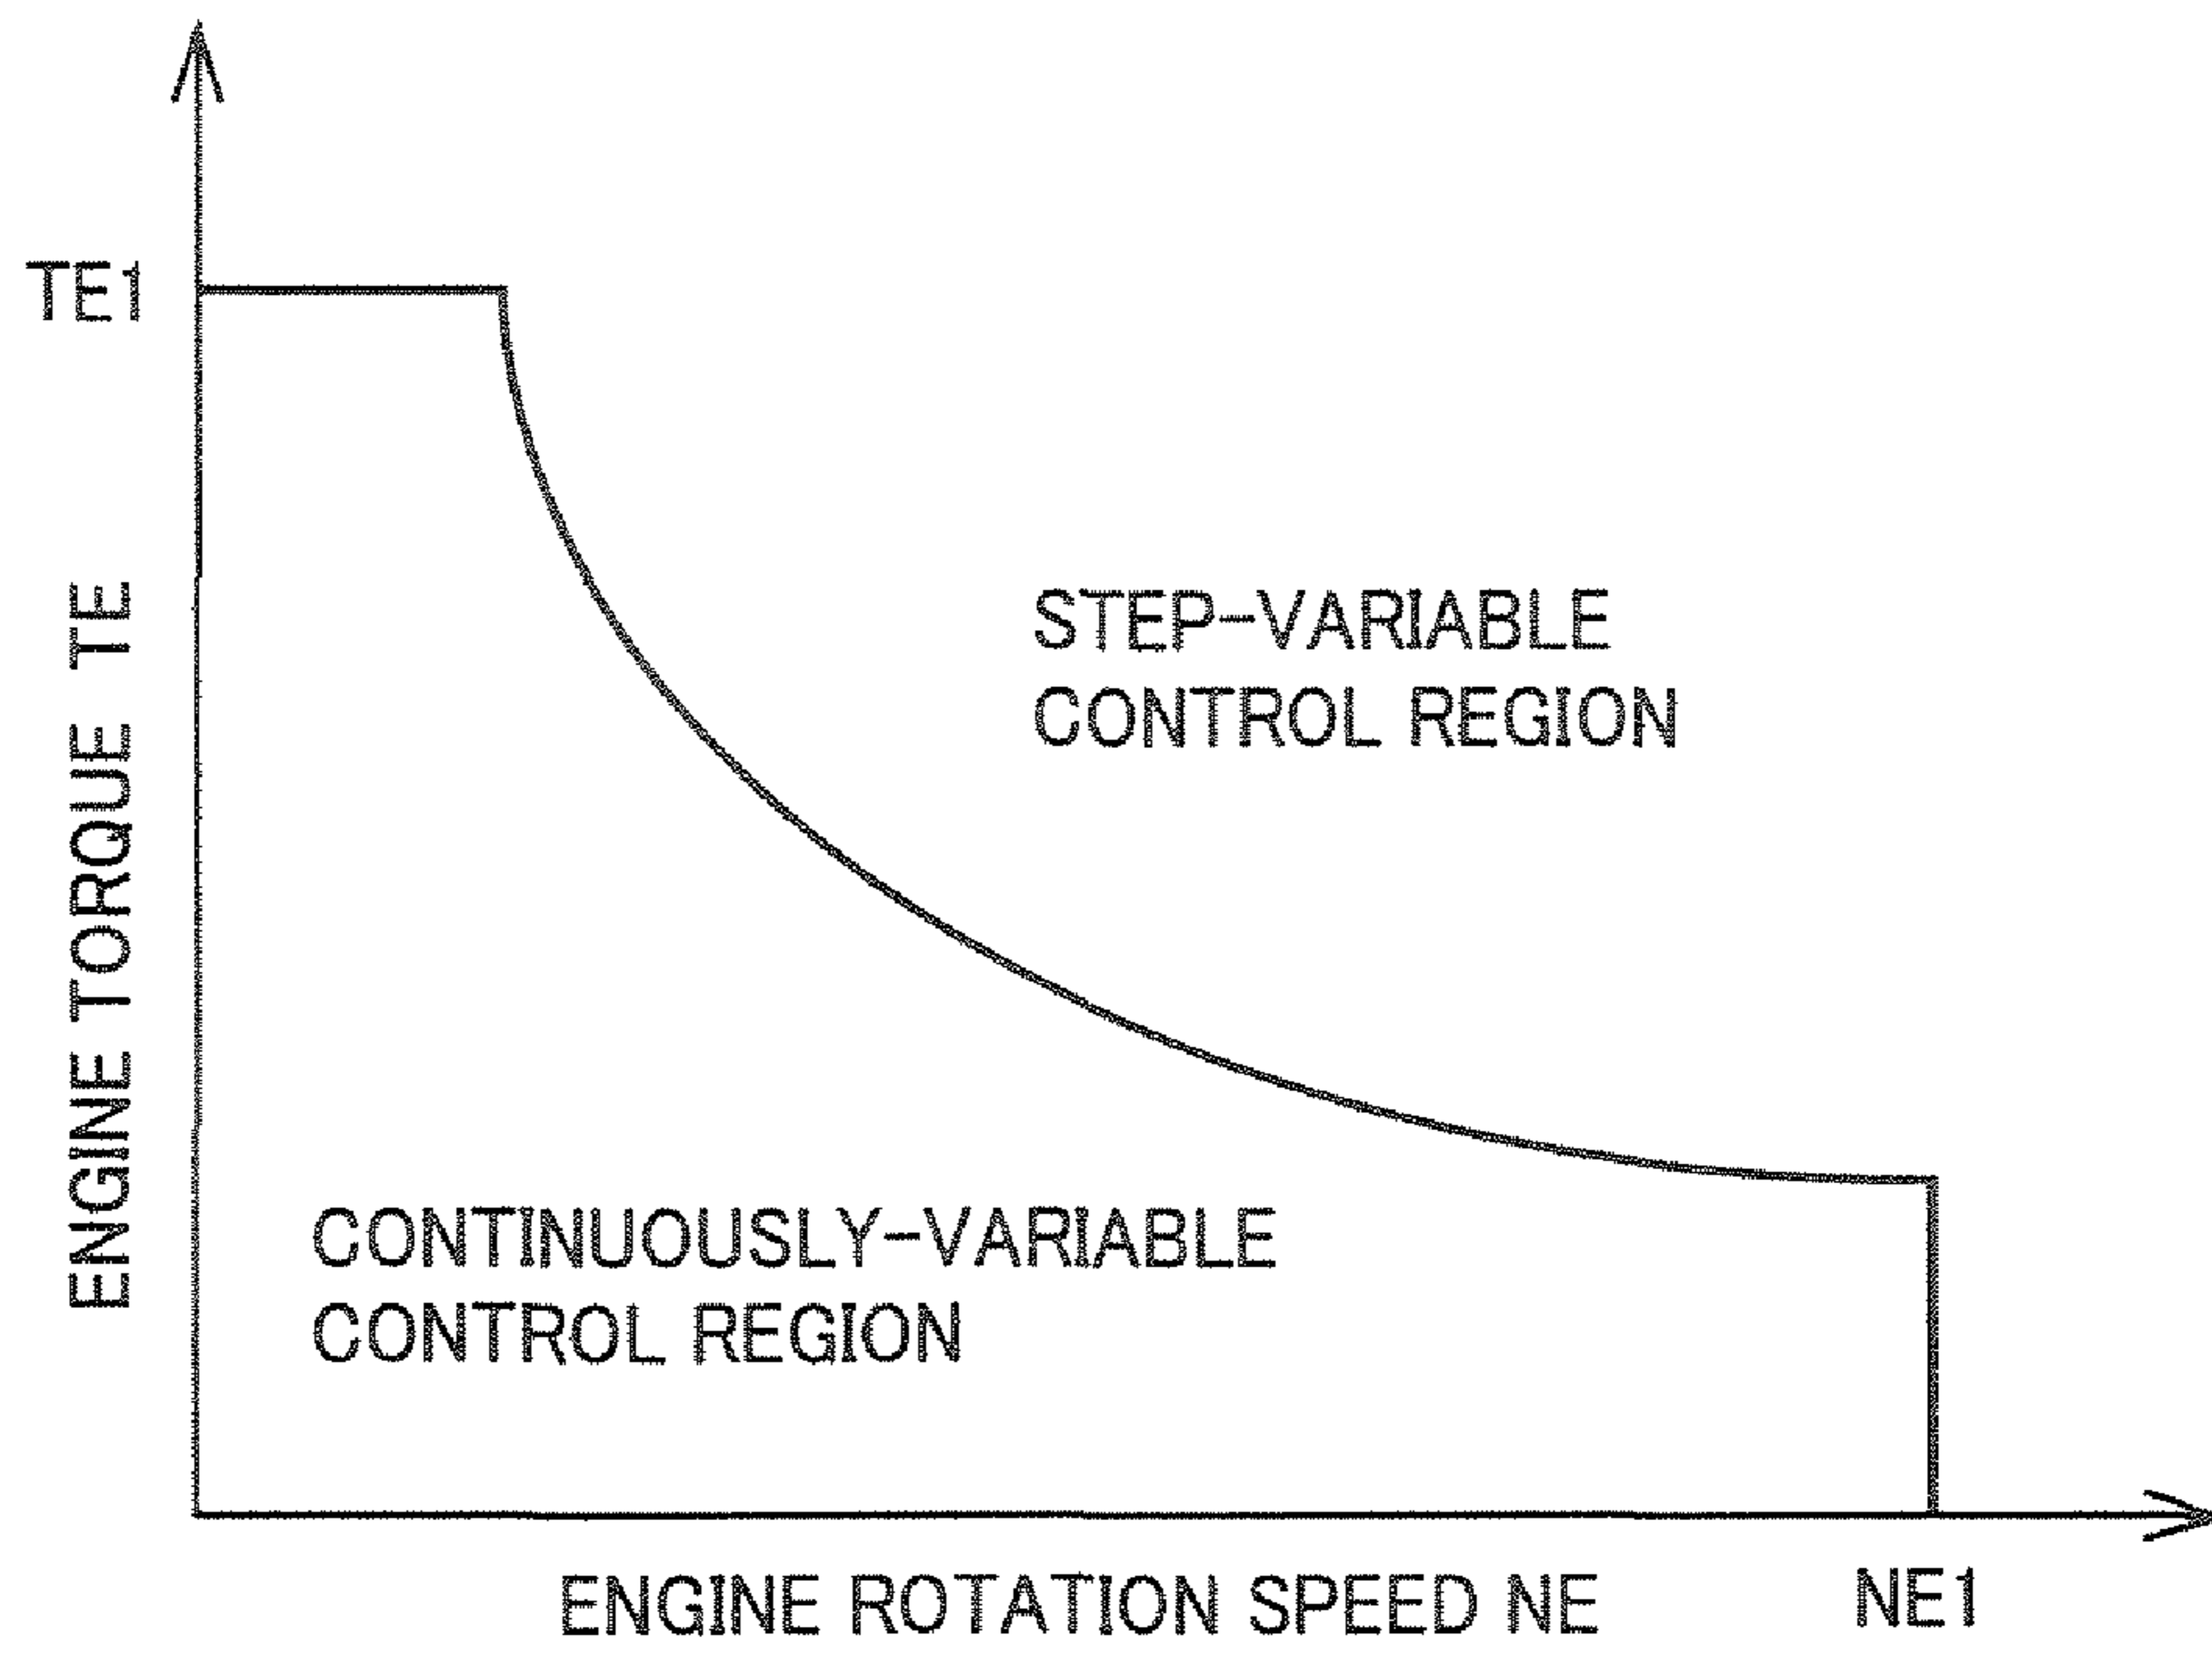 TE1
ENGINE TORQUE TE
STEP-VARIABLE
CONTROL REGION
CONTINUOUSLY-VARIABLE
CONTROL REGION
ENGINE ROTATION SPEED NE
NE1